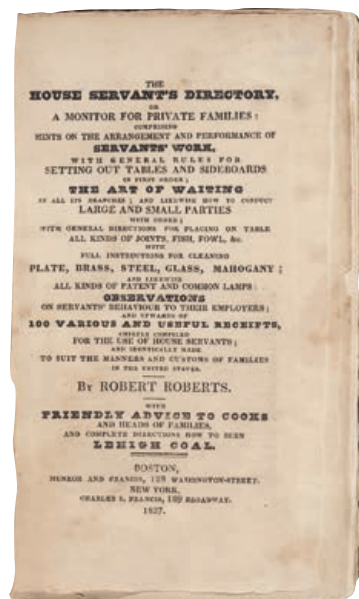 THE
HOUSE SERVANT'S DIRECTORY,
OR
A MONITOR FOR PRIVATE FAMILIES:
COMPRISING
HINTS ON THE ARRANGEMENT AND PERFORMANCE OF
SERVANTS' WORK,
WITH GENERAL RULES FOR
SETTING OUT TABLES AND SIDEBOARDS
IN FIRST ORDER;
THE ART OF WAITING
IN ALL ITS BRANCHES; AND LIKEWISE HOW TO CONDUCT
LARGE AND SMALL PARTIES
WITH ORDER;
WITH GENERAL DIRECTIONS FOR PLACING ON TABLE
ALL KINDS OF JOINTS, FISH, FOWL, &c.
WITH
FULL INSTRUCTIONS FOR CLEANING
PLATE, BRASS, STEEL, GLASS, MAHOGANY;
AND LIKEWISE
ALL KINDS OF PATENT AND COMMON LAMPS:
OBSERVATIONS
ON SERVANTS' BEHAVIOUR TO THEIR EMPLOYERS;
AND UPWARDS OF
100 VARIOUS AND USEFUL RECEIPTS,
CHIEFLY COMPILED
FOR THE USE OF HOUSE SERVANTS;
AND IDENTICALLY MADE
TO SUIT THE MANNERS AND CUSTOMS OF FAMILIES
IN THE UNITED STATES.
BY ROBERT ROBERTS.
WITH
FRIENDLY ADVICE TO COOKS
AND HEADS OF FAMILIES,
AND COMPLETE DIRECTIONS HOW TO BURN
LEHIGH COAL.
BOSTON,
MUNROE AND FRANCIS, 128 WASHINGTON-STREET.
NEW YORK,
CHARLES S. FRANCIS, 189 BROADWAY.
1827.